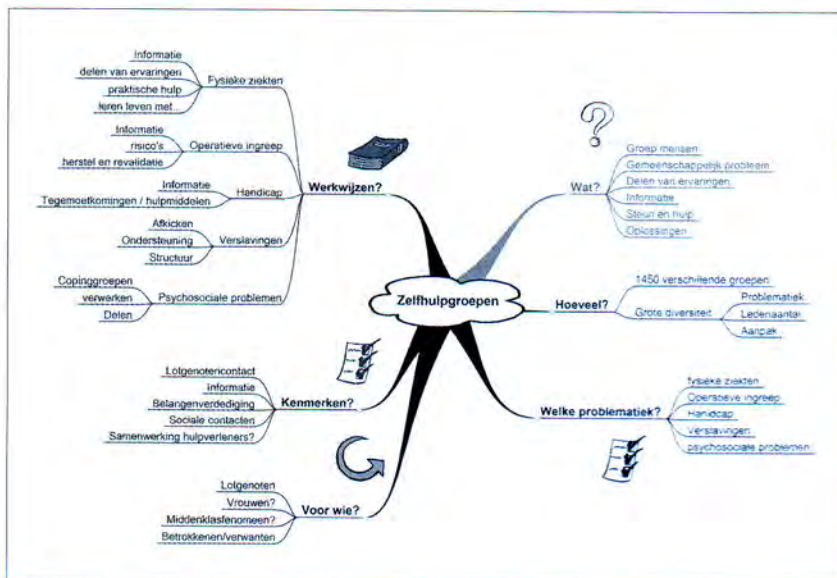 Zelfhulpgroepen
Wat?
Groep mensen
Gemeenschappelijk probleem
Delen van ervaringen
Informatie
Steun en hulp
Oplossingen
Hoeveel?
1450 verschillende groepen
Grote diversiteit
Problematiek
Ledenaantal
Aanpak
Welke problematiek?
fysieke ziekten
Operatieve ingreep
Handicap
Verslavingen
psychosociale problemen
Werkwijzen?
Fysieke ziekten
Informatie
delen van ervaringen
praktische hulp
leren leven met...
Operatieve ingreep
Informatie
risico's
herstel en revalidatie
Handicap
Informatie
Tegemoetkomingen / hulpmiddelen
Verslavingen
Afkicken
Ondersteuning
Structuur
Psychosociale problemen
Copinggroepen
verwerken
Delen
Kenmerken?
Lotgenotencontact
Informatie
Belangenverdediging
Sociale contacten
Samenwerking hulpverleners?
Voor wie?
Lotgenoten
Vrouwen?
Middenklasfenomeen?
Betrokkenen/verwanten